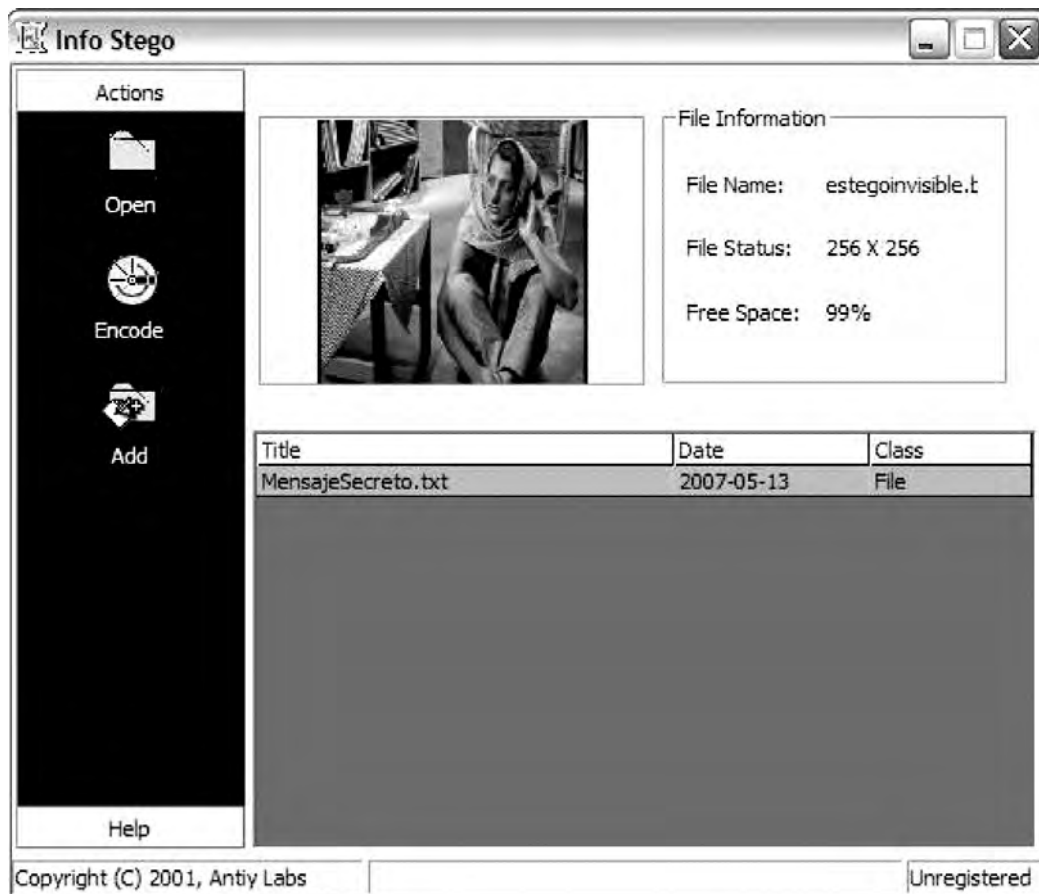 Info Stego
Actions
Open
Encode
Add
Help
File Information
File Name: estegoinvisible.t
File Status: 256 X 256
Free Space: 99%
Title Date Class
MensajeSecreto.txt 2007-05-13 File
Copyright (C) 2001, Antiy Labs
Unregistered